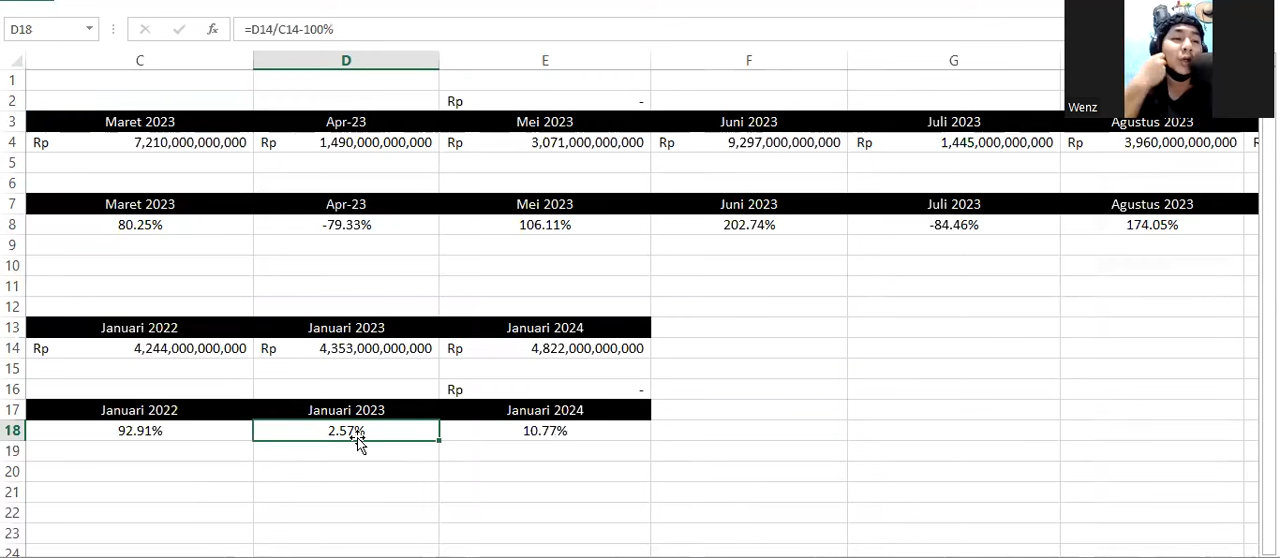 D18 fx =D14/C14-100%
C D E F G
Wenz
1
2 Rp -
3 Maret 2023 Apr-23 Mei 2023 Juni 2023 Juli 2023 Agustus 2023
4 Rp 7,210,000,000,000 Rp 1,490,000,000,000 Rp 3,071,000,000,000 Rp 9,297,000,000,000 Rp 1,445,000,000,000 Rp 3,960,000,000,000
5
6
7 Maret 2023 Apr-23 Mei 2023 Juni 2023 Juli 2023 Agustus 2023
8 80.25% -79.33% 106.11% 202.74% -84.46% 174.05%
9
10
11
12
13 Januari 2022 Januari 2023 Januari 2024
14 Rp 4,244,000,000,000 Rp 4,353,000,000,000 Rp 4,822,000,000,000
15
16 Rp -
17 Januari 2022 Januari 2023 Januari 2024
18 92.91% 2.57% 10.77%
19
20
21
22
23
24